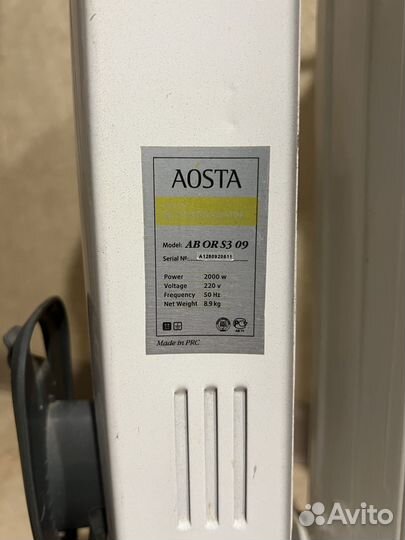 AOSTA
Model: AB OR S3 09
Serial №: A1280920611
Power 2000 w
Voltage 220 v
Frequency 50 Hz
Net Weight 8.9 kg
Made in PRC
Avito